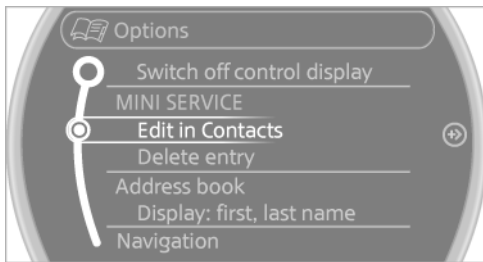 Options
Switch off control display
MINI SERVICE
Edit in Contacts
Delete entry
Address book
Display: first, last name
Navigation